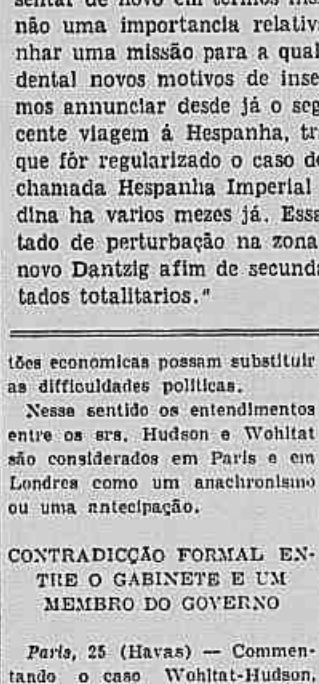 sentar de novo em termos mai
não uma importancia relativ
nhar uma missão para a qual
dental novos motivos de inse
mos annunciar desde já o seg
cente viagem á Hespanha, tr
que fôr regularizado o caso d
chamada Hespanha Imperial
dina ha varios mezes já. Essa
tado de perturbação na zona
novo Dantzig afim de secunda
tados totalitarios."
tões economicas possam substituir
as difficuldades politicas.
Nesse sentido os entendimentos
entre os srs. Hudson e Wohltat
são considerados em Paris e em
Londres como um anachronismo
ou uma antecipação.
CONTRADICÇÃO FORMAL EN-
TRE O GABINETE E UM
MEMBRO DO GOVERNO
Paris, 25 (Havas) — Commen-
tando o caso Wohltat-Hudson,